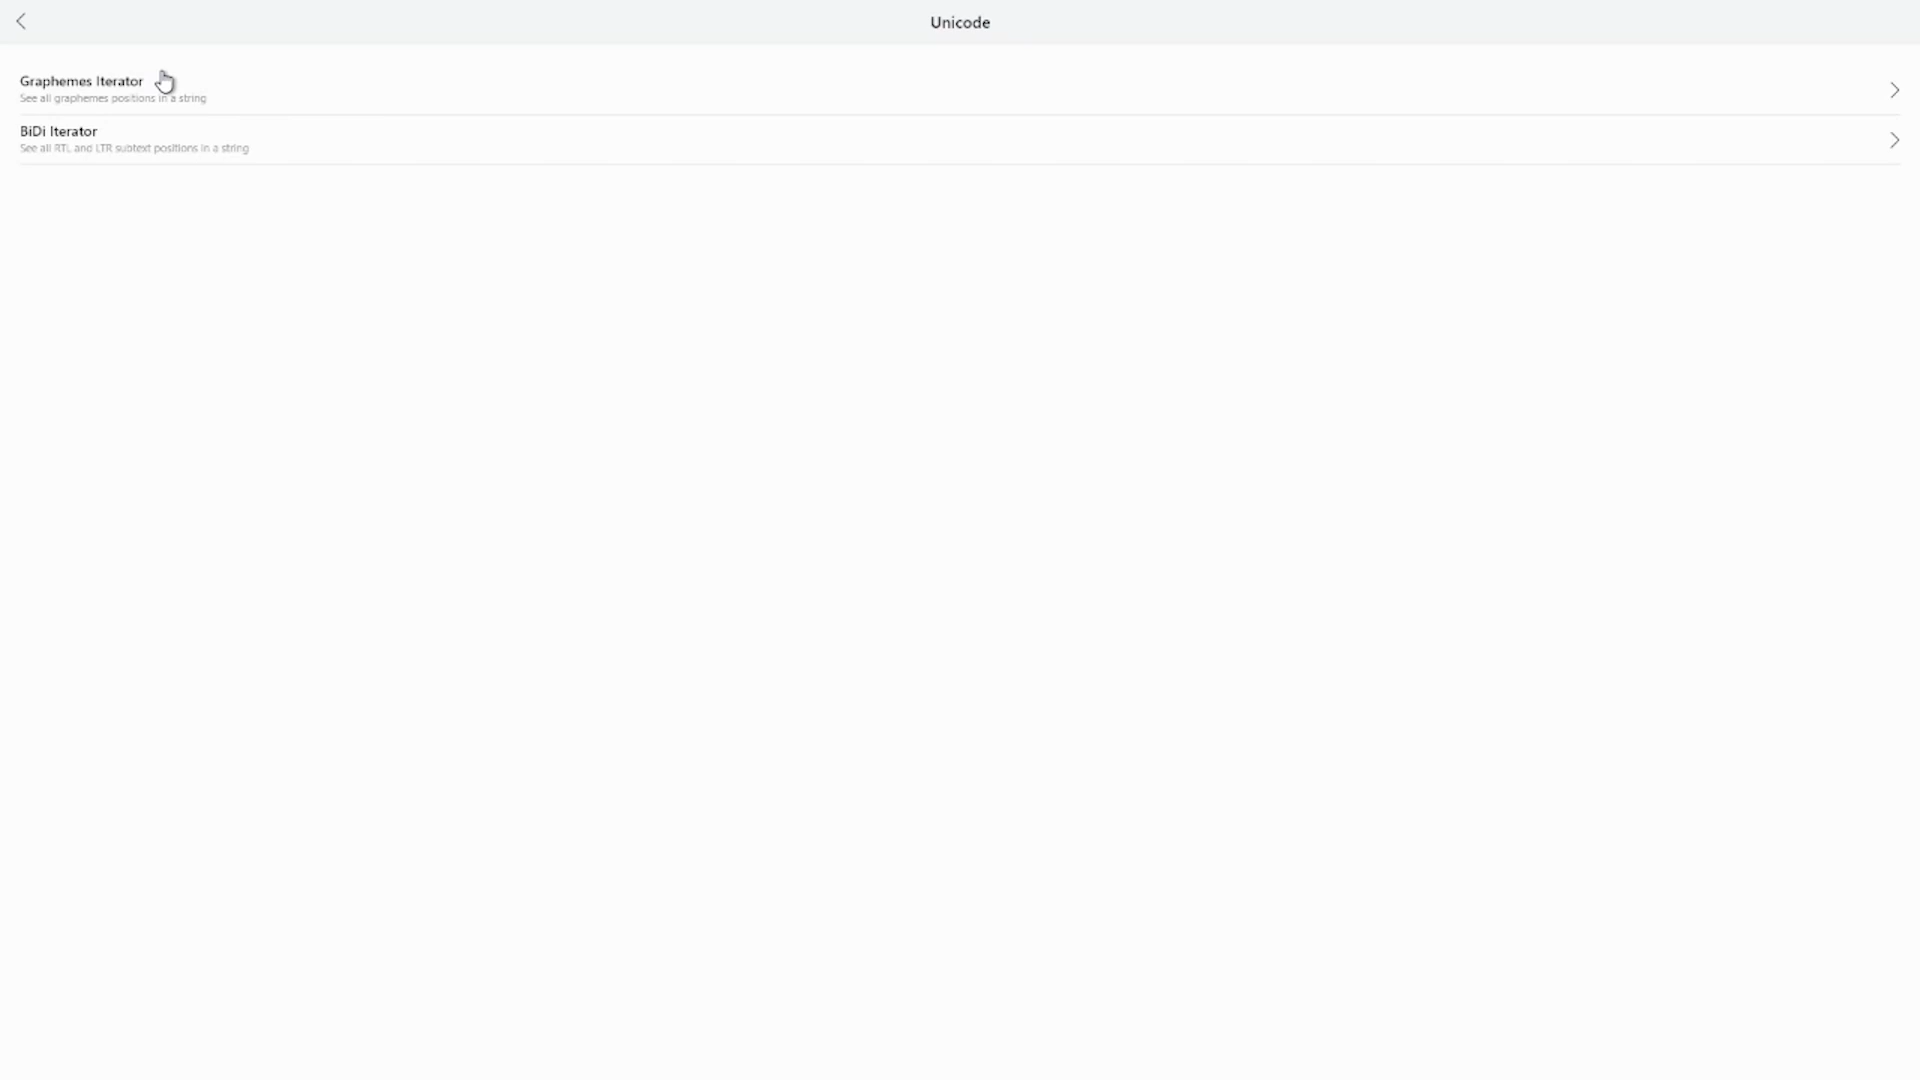 Unicode
Graphemes Iterator
See all graphemes positions in a string
BiDi Iterator
See all RTL and LTR subtext positions in a string